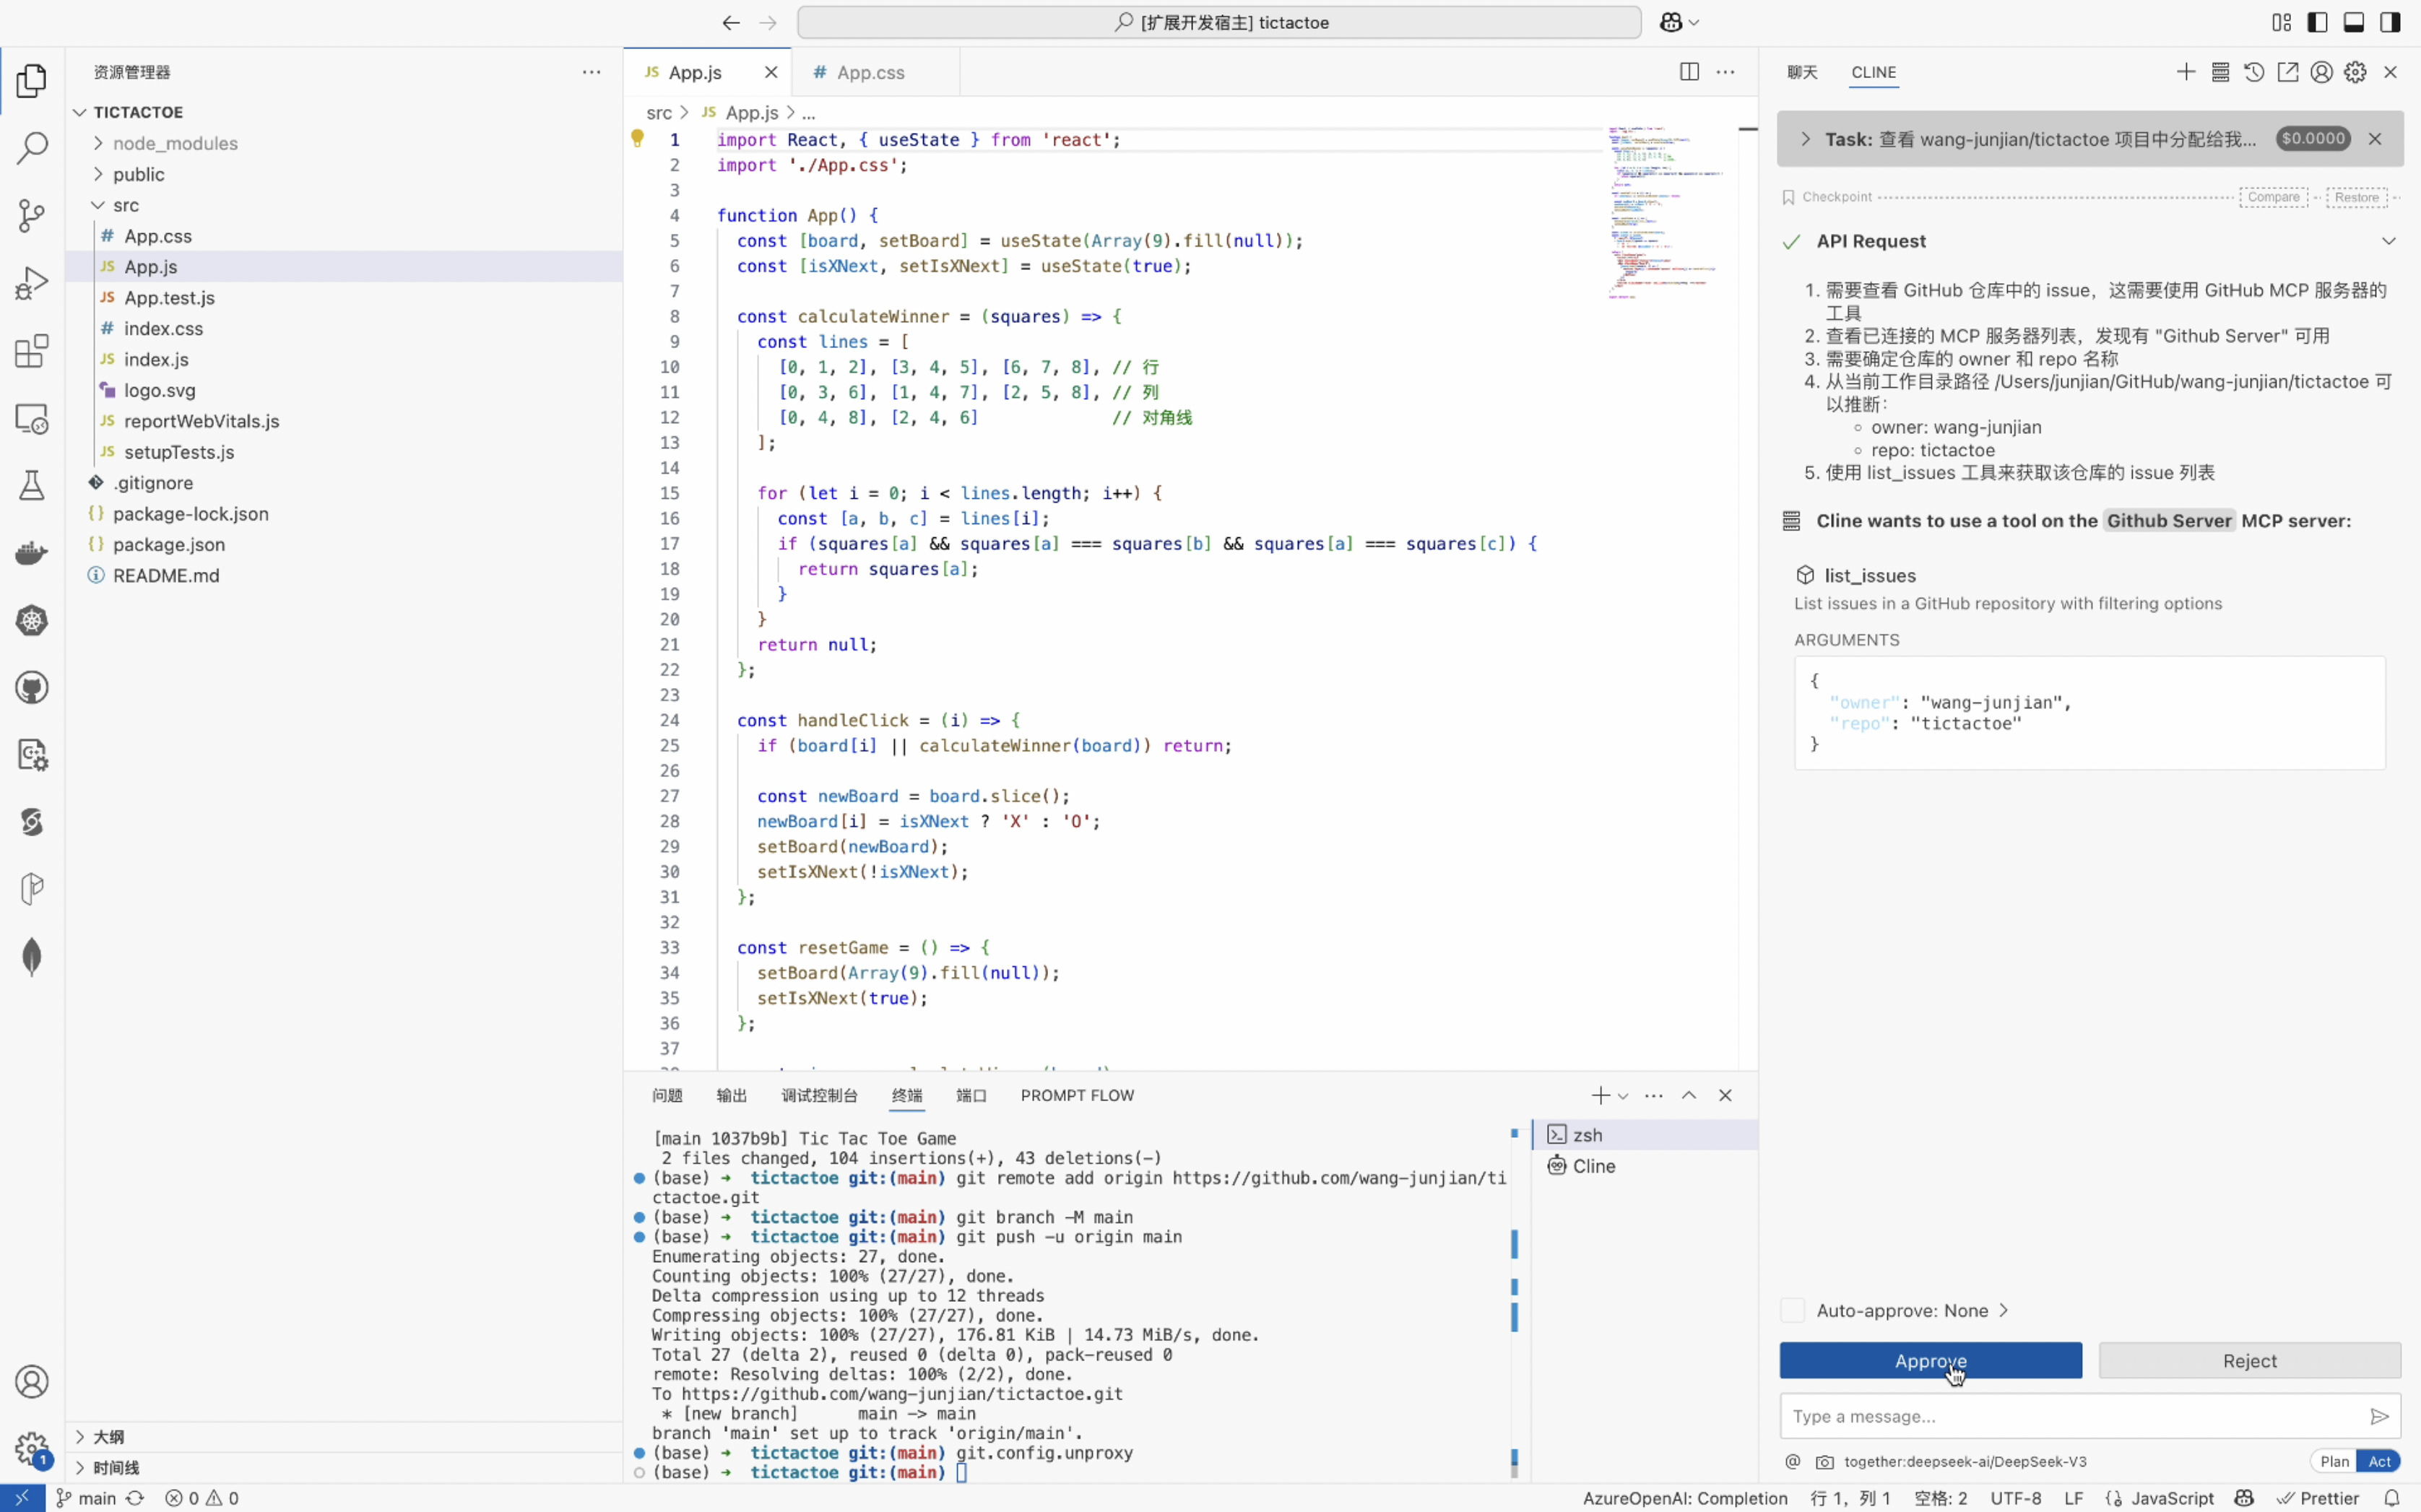 [扩展开发宿主] tictactoe
资源管理器
TICTACTOE
node_modules
public
src
# App.css
JS App.js
JS App.test.js
# index.css
JS index.js
logo.svg
JS reportWebVitals.js
JS setupTests.js
.gitignore
{} package-lock.json
{} package.json
README.md
大纲
时间线
JS App.js
# App.css
src > JS App.js > ...
1 import React, { useState } from 'react';
2 import './App.css';
3
4 function App() {
5 const [board, setBoard] = useState(Array(9).fill(null));
6 const [isXNext, setIsXNext] = useState(true);
7
8 const calculateWinner = (squares) => {
9 const lines = [
10 [0, 1, 2], [3, 4, 5], [6, 7, 8], // 行
11 [0, 3, 6], [1, 4, 7], [2, 5, 8], // 列
12 [0, 4, 8], [2, 4, 6] // 对角线
13 ];
14
15 for (let i = 0; i < lines.length; i++) {
16 const [a, b, c] = lines[i];
17 if (squares[a] && squares[a] === squares[b] && squares[a] === squares[c]) {
18 return squares[a];
19 }
20 }
21 return null;
22 };
23
24 const handleClick = (i) => {
25 if (board[i] || calculateWinner(board)) return;
26
27 const newBoard = board.slice();
28 newBoard[i] = isXNext ? 'X' : 'O';
29 setBoard(newBoard);
30 setIsXNext(!isXNext);
31 };
32
33 const resetGame = () => {
34 setBoard(Array(9).fill(null));
35 setIsXNext(true);
36 };
37
问题 输出 调试控制台 终端 端口 PROMPT FLOW
[main 1037b9b] Tic Tac Toe Game
2 files changed, 104 insertions(+), 43 deletions(-)
(base) → tictactoe git:(main) git remote add origin https://github.com/wang-junjian/ti
ctactoe.git
(base) → tictactoe git:(main) git branch -M main
(base) → tictactoe git:(main) git push -u origin main
Enumerating objects: 27, done.
Counting objects: 100% (27/27), done.
Delta compression using up to 12 threads
Compressing objects: 100% (27/27), done.
Writing objects: 100% (27/27), 176.81 KiB | 14.73 MiB/s, done.
Total 27 (delta 2), reused 0 (delta 0), pack-reused 0
remote: Resolving deltas: 100% (2/2), done.
To https://github.com/wang-junjian/tictactoe.git
* [new branch] main -> main
branch 'main' set up to track 'origin/main'.
(base) → tictactoe git:(main) git.config.unproxy
(base) → tictactoe git:(main)
zsh
Cline
聊天 CLINE
Task: 查看 wang-junjian/tictactoe 项目中分配给我... $0.0000
Checkpoint Compare Restore
API Request
1. 需要查看 GitHub 仓库中的 issue，这需要使用 GitHub MCP 服务器的
工具
2. 查看已连接的 MCP 服务器列表，发现有 "Github Server" 可用
3. 需要确定仓库的 owner 和 repo 名称
4. 从当前工作目录路径 /Users/junjian/GitHub/wang-junjian/tictactoe 可
以推断：
owner: wang-junjian
repo: tictactoe
5. 使用 list_issues 工具来获取该仓库的 issue 列表
Cline wants to use a tool on the Github Server MCP server:
list_issues
List issues in a GitHub repository with filtering options
ARGUMENTS
{
"owner": "wang-junjian",
"repo": "tictactoe"
}
Auto-approve: None >
Approve Reject
Type a message...
@ together:deepseek-ai/DeepSeek-V3 Plan Act
1
main 0 0
AzureOpenAI: Completion 行 1，列 1 空格: 2 UTF-8 LF {} JavaScript Prettier